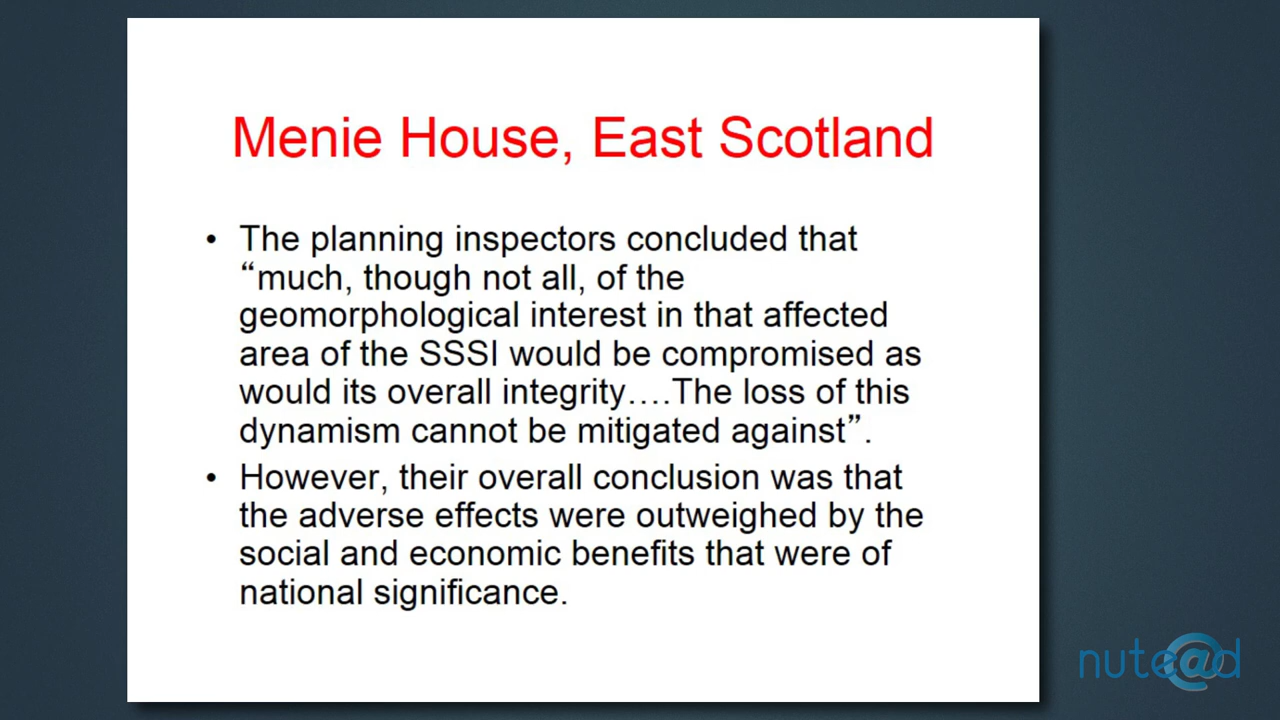 Menie House, East Scotland
• The planning inspectors concluded that
“much, though not all, of the
geomorphological interest in that affected
area of the SSSI would be compromised as
would its overall integrity….The loss of this
dynamism cannot be mitigated against”.
• However, their overall conclusion was that
the adverse effects were outweighed by the
social and economic benefits that were of
national significance.
nute@d